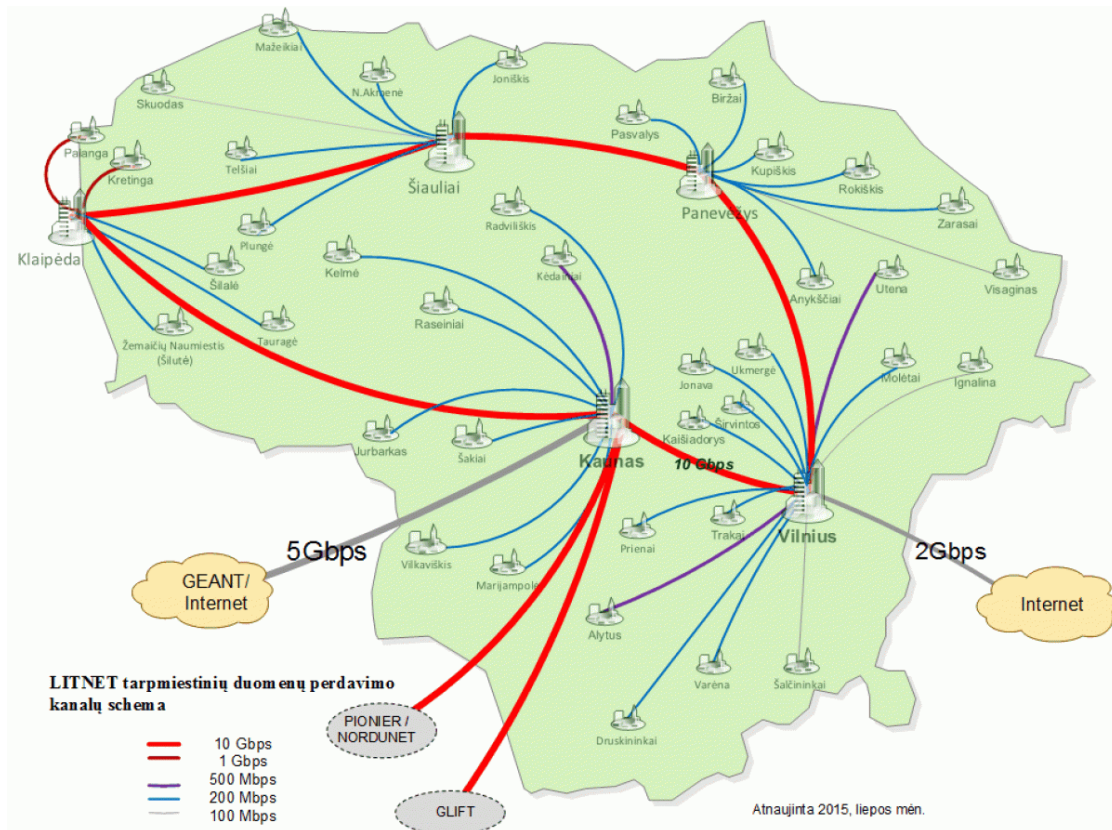 Mažeikiai
Joniškis
N.Akmenė
Skuodas
Biržai
Pasvalys
Palanga
Kretinga
Telšiai
Šiauliai
Kupiškis
Rokiškis
Panevėžys
Zarasai
Radviliškis
Plungė
Klaipėda
Šilalė
Kelmė
Kėdainiai
Anykščiai
Utena
Visaginas
Raseiniai
Žemaičių Naumiestis
(Šilutė)
Tauragė
Jonava
Ukmergė
Molėtai
Ignalina
Širvintos
Kaišiadorys
Jurbarkas
Šakiai
Kaunas
10 Gbps
Vilnius
Prienai
Trakai
5Gbps
2Gbps
Vilkaviškis
Marijampolė
GEANT/
Internet
Internet
Alytus
Varėna
Šalčininkai
Druskininkai
LITNET tarpmiestinių duomenų perdavimo
kanalų schema
PIONIER /
NORDUNET
10 Gbps
1 Gbps
500 Mbps
200 Mbps
100 Mbps
GLIFT
Atnaujinta 2015, liepos mėn.